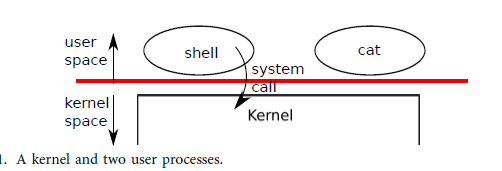 user
space
shell
cat
system
call
kernel
space
Kernel
1. A kernel and two user processes.